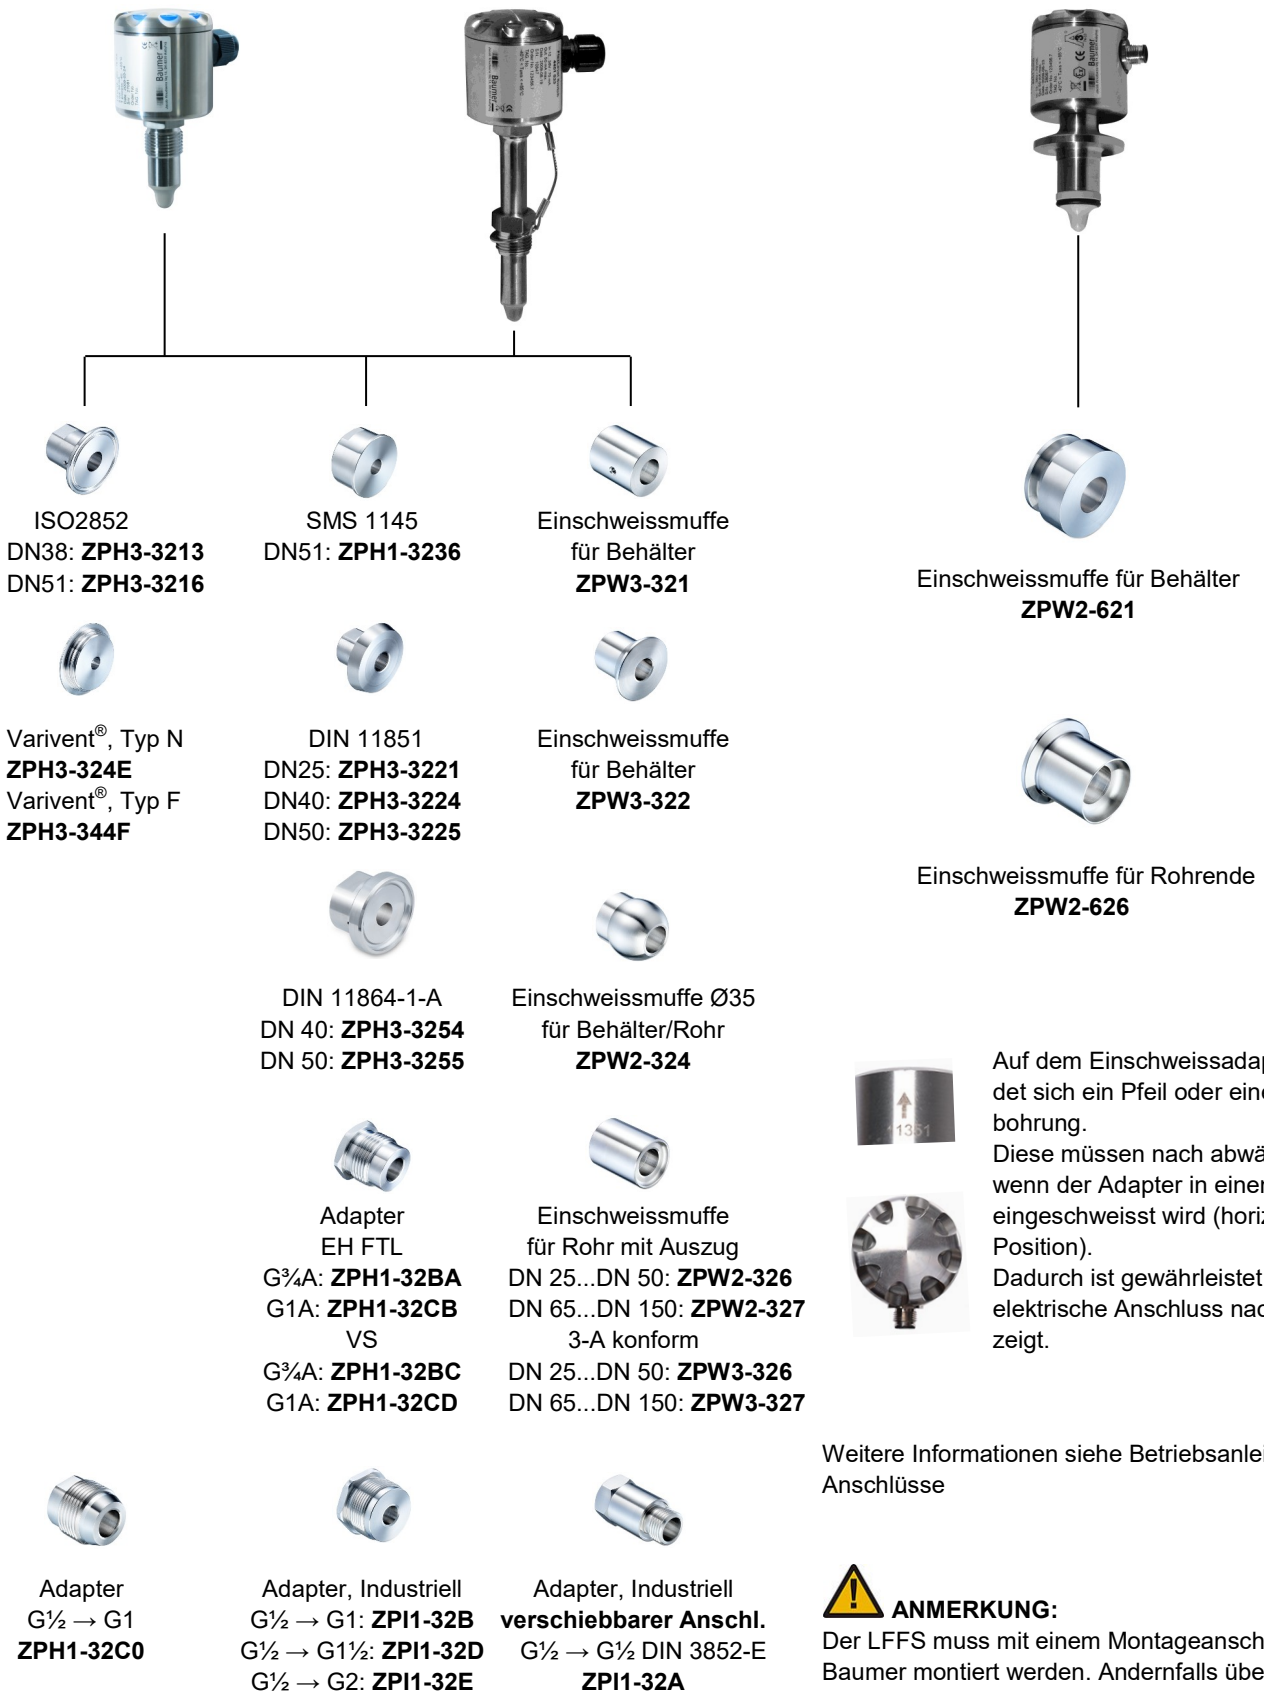 Baumer
Baumer
Baumer
ISO2852
DN38: ZPH3-3213
DN51: ZPH3-3216
SMS 1145
DN51: ZPH1-3236
Einschweissmuffe
für Behälter
ZPW3-321
Einschweissmuffe für Behälter
ZPW2-621
Varivent®, Typ N
ZPH3-324E
Varivent®, Typ F
ZPH3-344F
DIN 11851
DN25: ZPH3-3221
DN40: ZPH3-3224
DN50: ZPH3-3225
Einschweissmuffe
für Behälter
ZPW3-322
Einschweissmuffe für Rohrende
ZPW2-626
DIN 11864-1-A
DN 40: ZPH3-3254
DN 50: ZPH3-3255
Einschweissmuffe Ø35
für Behälter/Rohr
ZPW2-324
11351
Auf dem Einschweissadap
det sich ein Pfeil oder eine
bohrung.
Diese müssen nach abwä
wenn der Adapter in einer
eingeschweisst wird (horiz
Position).
Dadurch ist gewährleistet
elektrische Anschluss nac
zeigt.
Adapter
EH FTL
G¾A: ZPH1-32BA
G1A: ZPH1-32CB
VS
G¾A: ZPH1-32BC
G1A: ZPH1-32CD
Einschweissmuffe
für Rohr mit Auszug
DN 25...DN 50: ZPW2-326
DN 65...DN 150: ZPW2-327
3-A konform
DN 25...DN 50: ZPW3-326
DN 65...DN 150: ZPW3-327
Weitere Informationen siehe Betriebsanlei
Anschlüsse
Adapter
G½ → G1
ZPH1-32C0
Adapter, Industriell
G½ → G1: ZPI1-32B
G½ → G1½: ZPI1-32D
G½ → G2: ZPI1-32E
Adapter, Industriell
verschiebbarer Anschl.
G½ → G½ DIN 3852-E
ZPI1-32A
ANMERKUNG:
Der LFFS muss mit einem Montageansch
Baumer montiert werden. Andernfalls übe